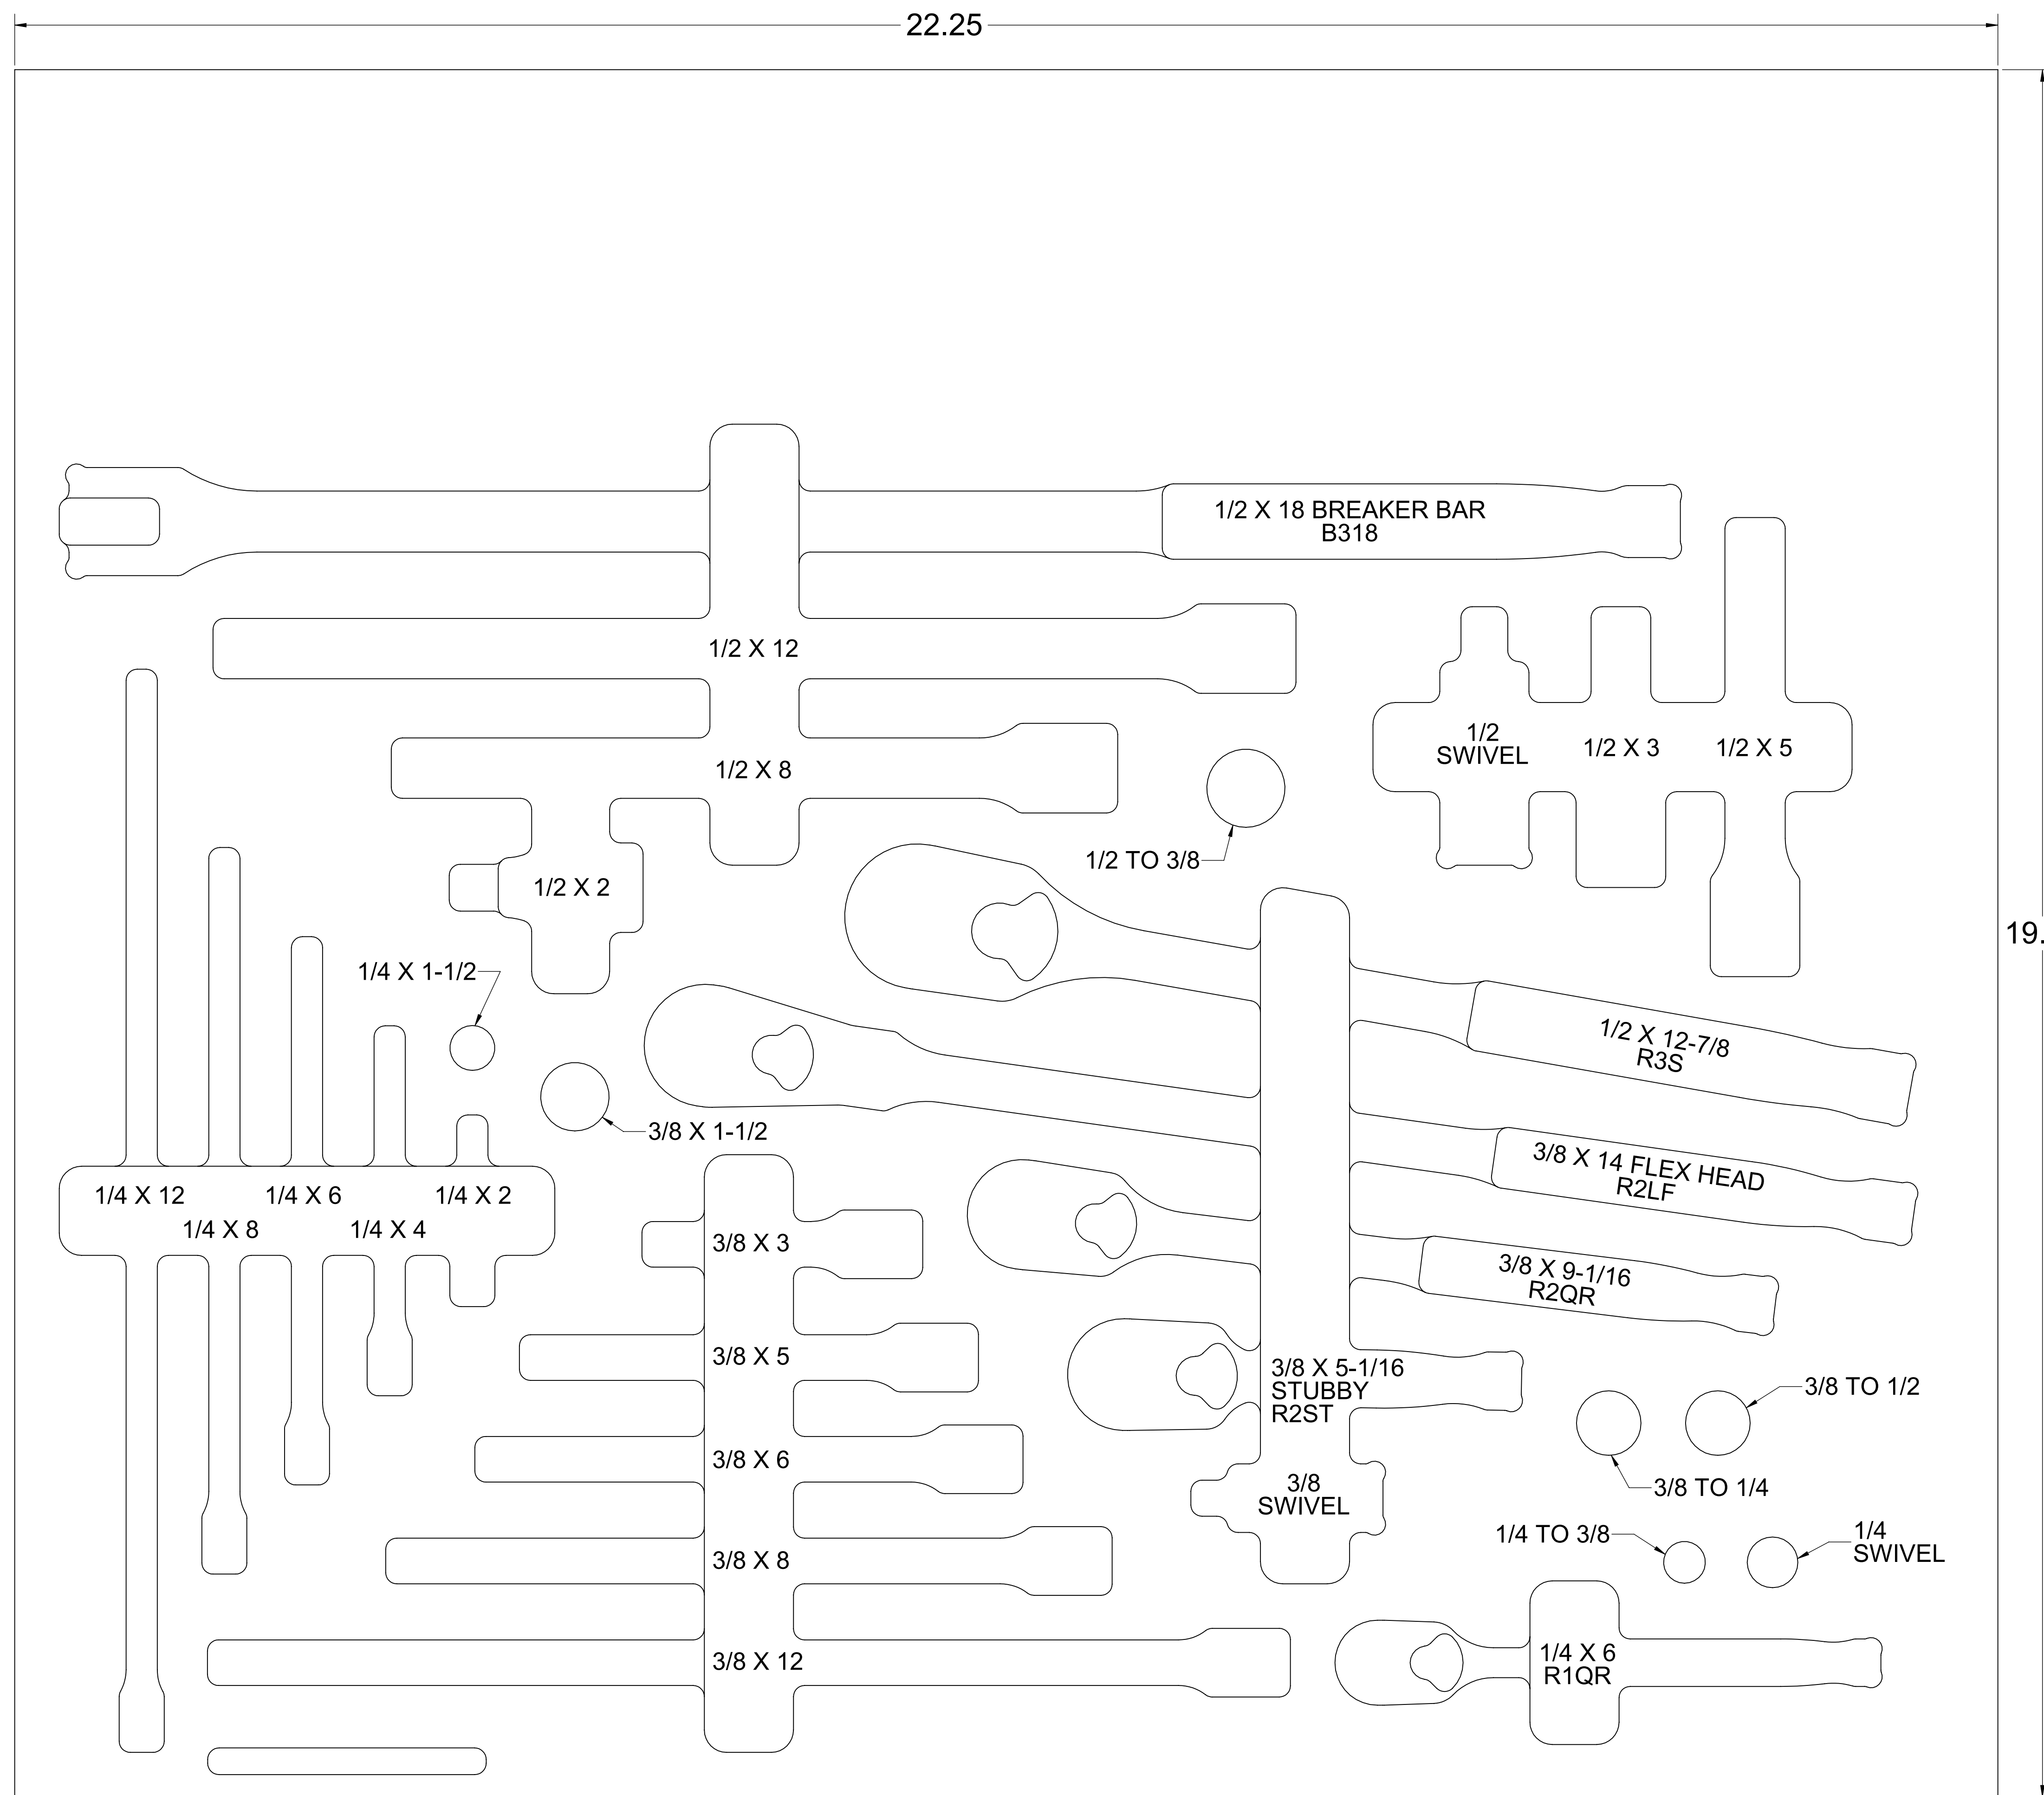 22.25
1/2 X 18 BREAKER BAR
B318
1/2 X 12
1/2
SWIVEL
1/2 X 3
1/2 X 5
1/2 X 8
1/2 TO 3/8
1/2 X 2
19.
1/4 X 1-1/2
1/2 X 12-7/8
R3S
3/8 X 1-1/2
3/8 X 14 FLEX HEAD
R2LF
1/4 X 12
1/4 X 6
1/4 X 2
1/4 X 8
1/4 X 4
3/8 X 3
3/8 X 9-1/16
R2QR
3/8 X 5
3/8 X 5-1/16
STUBBY
R2ST
3/8 TO 1/2
3/8 X 6
3/8
SWIVEL
3/8 TO 1/4
1/4 TO 3/8
1/4
SWIVEL
3/8 X 8
3/8 X 12
1/4 X 6
R1QR